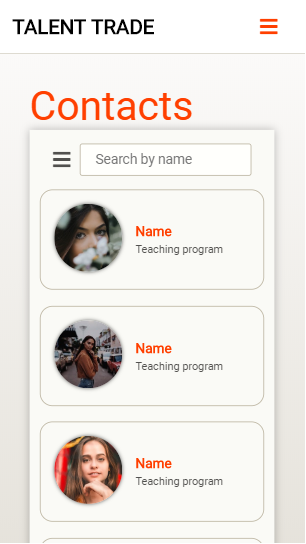 TALENT TRADE
Contacts
Search by name
Name
Teaching program
Name
Teaching program
Name
Teaching program